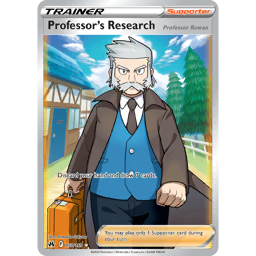 TRAINER
Supporter
Professor's Research
Professor Rowan
Discard your hand and draw 7 cards.
You may play only 1 Supporter card during
your turn.